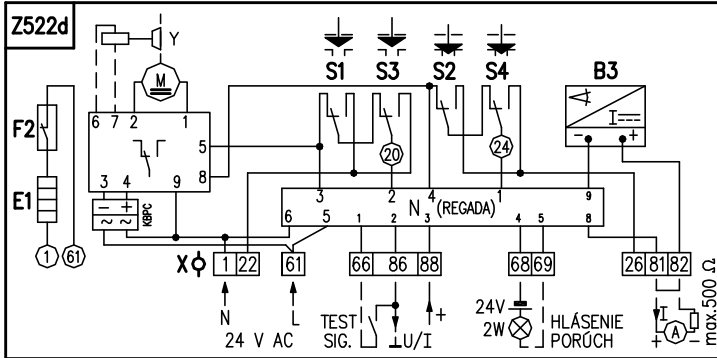 Z522d
Y
S1 S3 S2 S4 B3
M
6 7 2 1
F2
5
8
20 24
I
- +
E1
3 4 9
- +
~ ~
KBPC
3 2 4 1 9
N (REGADA)
6 5 1 2 3 4 5 8
1 61
X 1 22 61 66 86 88 68 69 26 81 82
N L
24 V AC
TEST
SIG.
U/I
+
24V
2W
HLÁSENIE
PORÚCH
I
+ A -
max.500 Ω